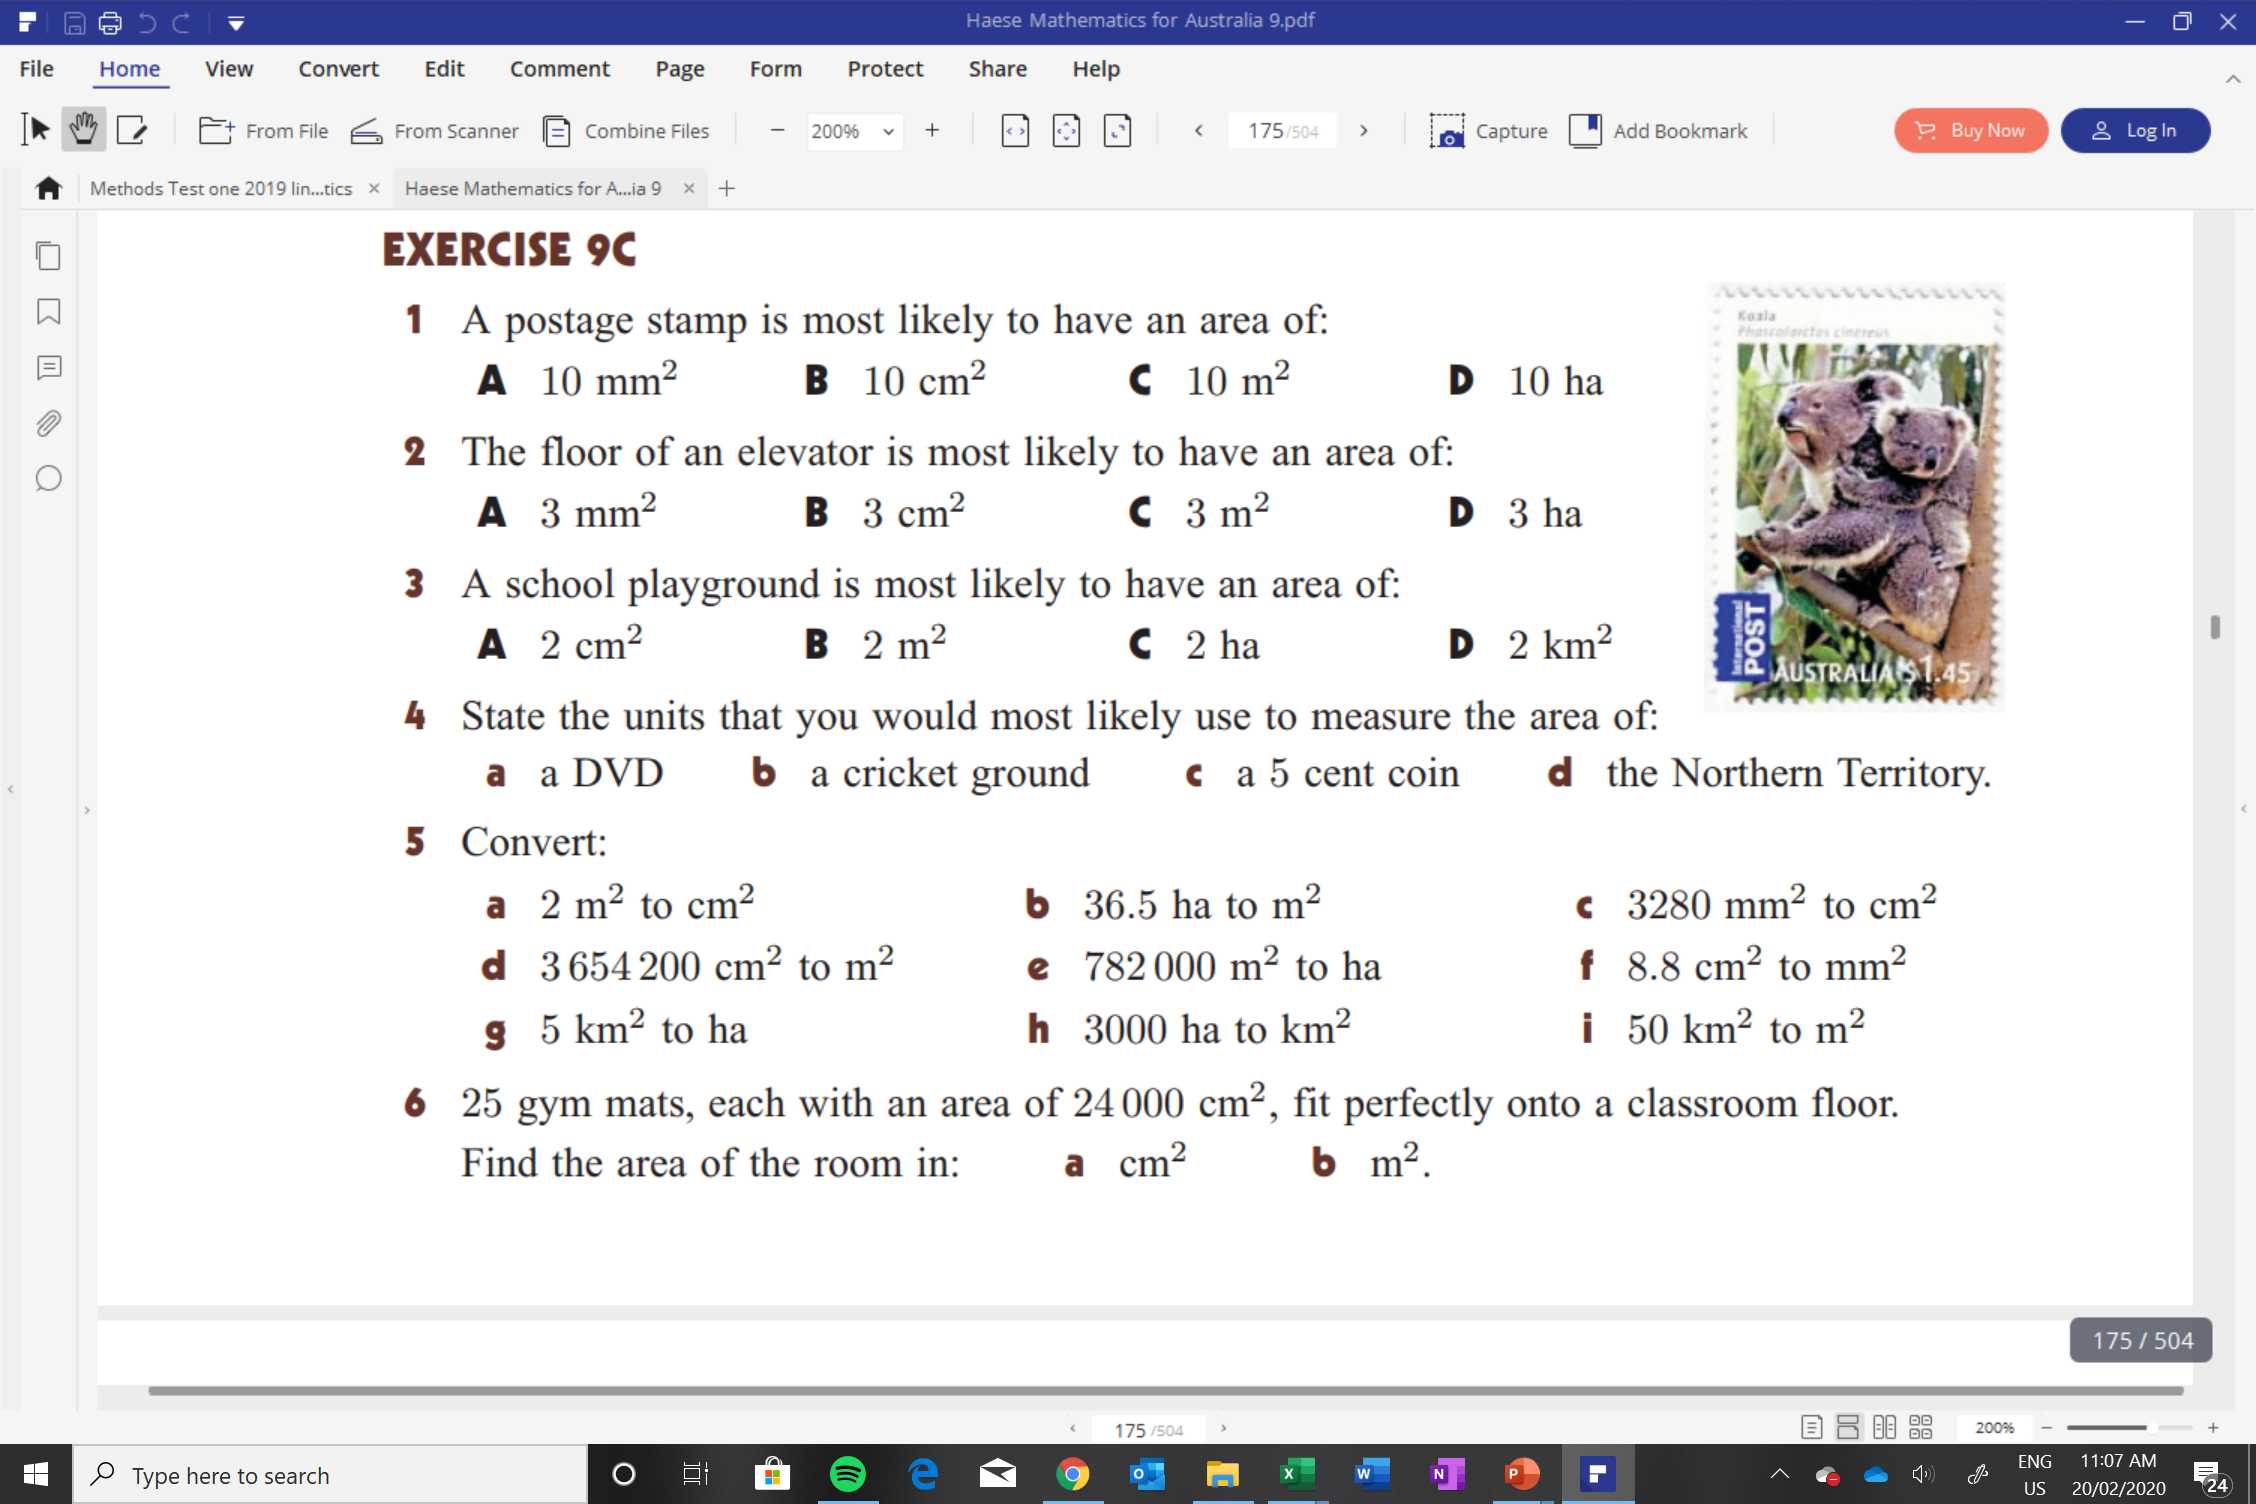 Haese Mathematics for Australia 9.pdf
File Home View Convert Edit Comment Page Form Protect Share Help
From File From Scanner Combine Files 200% 175 /504 Capture Add Bookmark Buy Now Log In
Methods Test one 2019 lin...tics Haese Mathematics for A...ia 9
EXERCISE 9C
1 A postage stamp is most likely to have an area of:
A 10 mm² B 10 cm² C 10 m² D 10 ha
2 The floor of an elevator is most likely to have an area of:
A 3 mm² B 3 cm² C 3 m² D 3 ha
3 A school playground is most likely to have an area of:
A 2 cm² B 2 m² C 2 ha D 2 km²
Koala
Phascolarctos cinereus
International
POST
AUSTRALIA $1.45
4 State the units that you would most likely use to measure the area of:
a a DVD b a cricket ground c a 5 cent coin d the Northern Territory.
5 Convert:
a 2 m² to cm² b 36.5 ha to m² c 3280 mm² to cm²
d 3 654 200 cm² to m² e 782 000 m² to ha f 8.8 cm² to mm²
g 5 km² to ha h 3000 ha to km² i 50 km² to m²
6 25 gym mats, each with an area of 24 000 cm², fit perfectly onto a classroom floor.
Find the area of the room in: a cm² b m².
175 / 504
175 /504 200%
Type here to search
ENG
US
11:07 AM
20/02/2020
24